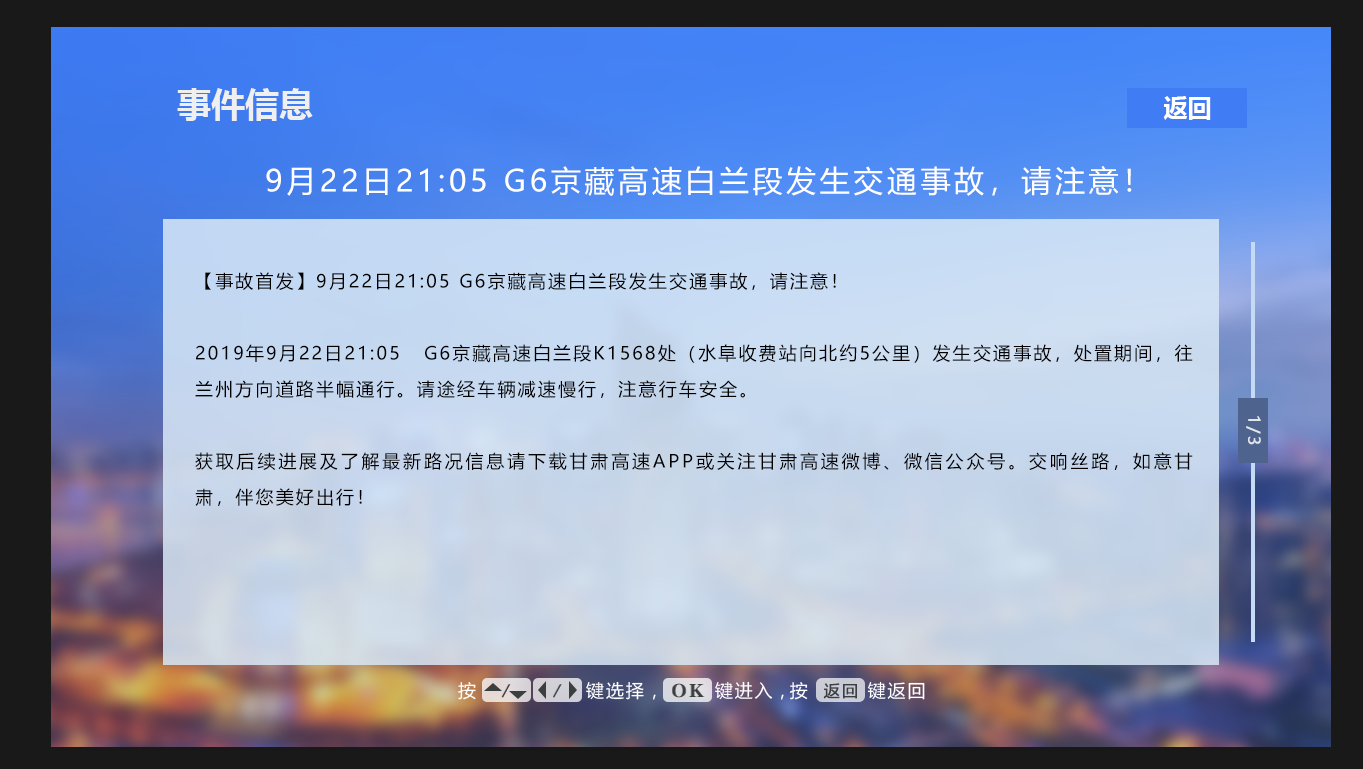 事件信息
返回
9月22日21:05 G6京藏高速白兰段发生交通事故，请注意！
【事故首发】9月22日21:05 G6京藏高速白兰段发生交通事故，请注意！
2019年9月22日21:05　G6京藏高速白兰段K1568处（水阜收费站向北约5公里）发生交通事故，处置期间，往
兰州方向道路半幅通行。请途经车辆减速慢行，注意行车安全。
获取后续进展及了解最新路况信息请下载甘肃高速APP或关注甘肃高速微博、微信公众号。交响丝路，如意甘
肃，伴您美好出行！
1/3
按 / / 键选择 , OK 键进入 , 按 返回 键返回